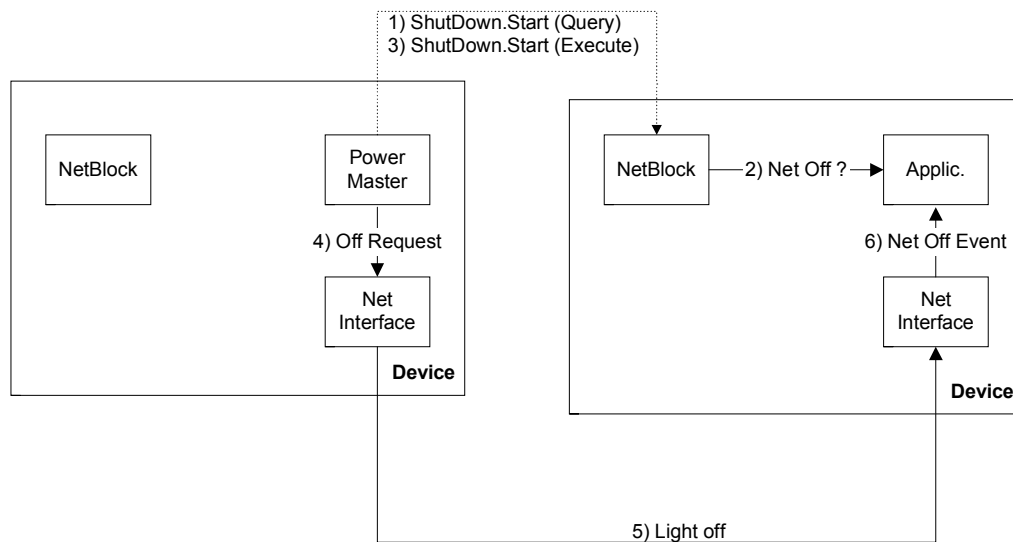 1) ShutDown.Start (Query)
3) ShutDown.Start (Execute)
NetBlock
Power
Master
NetBlock
2) Net Off ?
Applic.
4) Off Request
6) Net Off Event
Net
Interface
Net
Interface
Device
Device
5) Light off